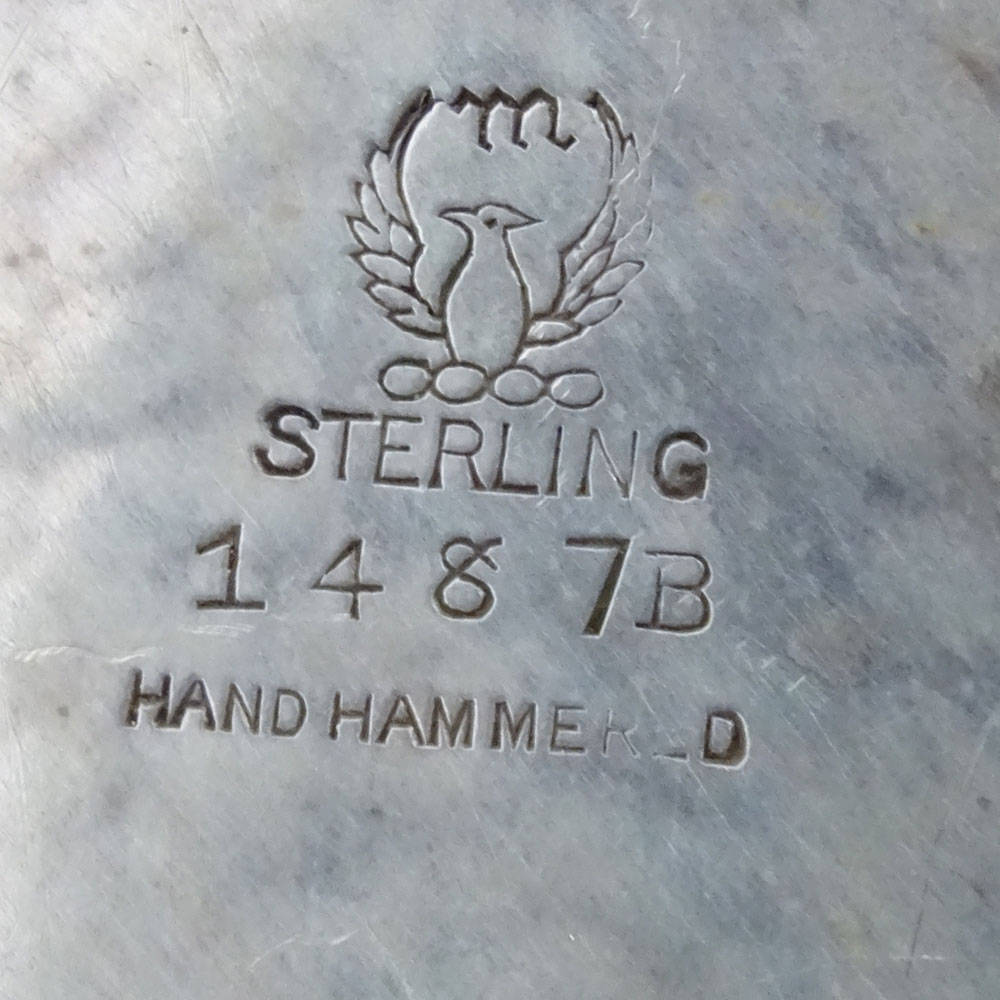 m
STERLING
1487B
HAND HAMMERED